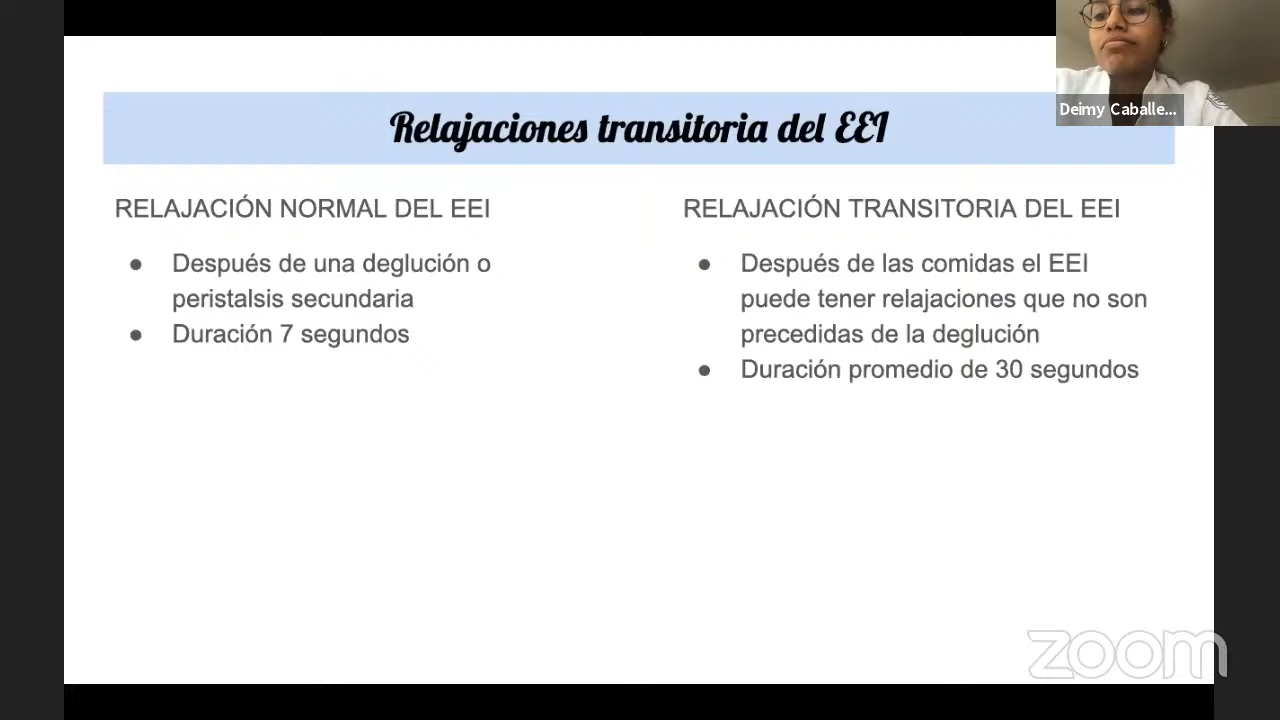 Relajaciones transitoria del EEI
Deimy Caballe...
RELAJACIÓN NORMAL DEL EEI
● Después de una deglución o
peristalsis secundaria
● Duración 7 segundos
RELAJACIÓN TRANSITORIA DEL EEI
● Después de las comidas el EEI
puede tener relajaciones que no son
precedidas de la deglución
● Duración promedio de 30 segundos
zoom